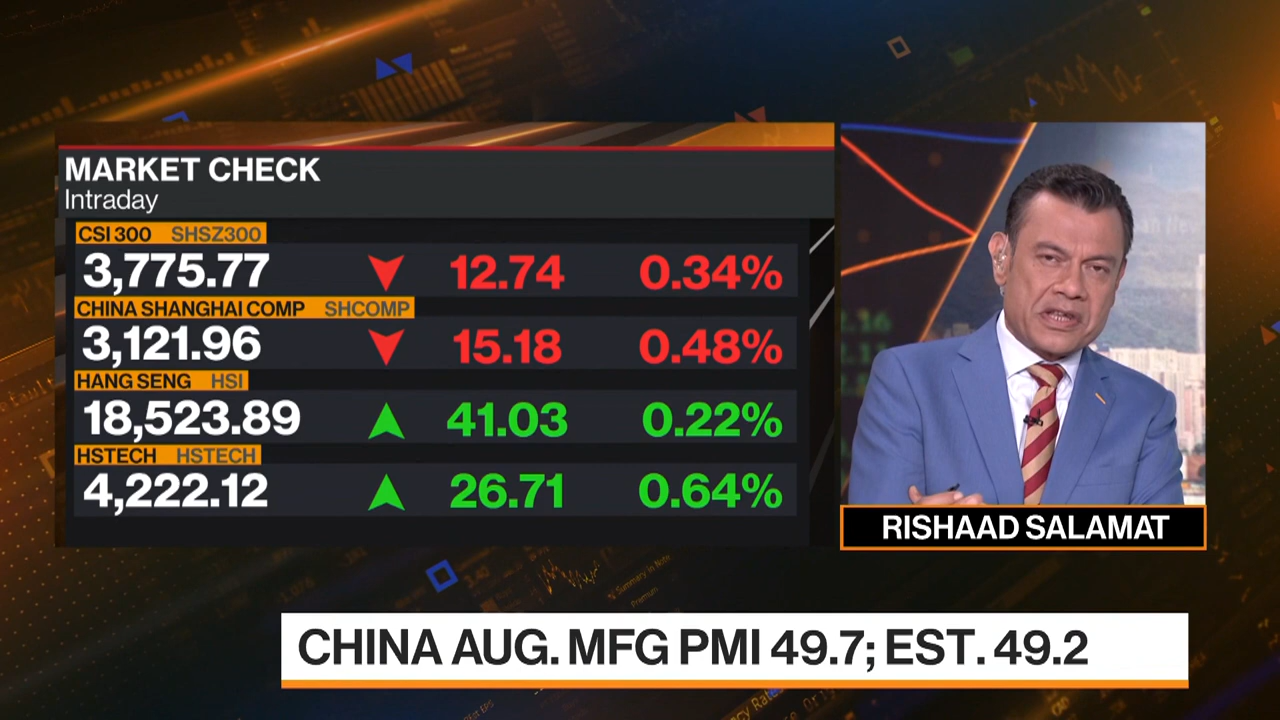 MARKET CHECK
Intraday
CSI 300 SHSZ300
3,775.77 12.74 0.34%
CHINA SHANGHAI COMP SHCOMP
3,121.96 15.18 0.48%
HANG SENG HSI
18,523.89 41.03 0.22%
HSTECH HSTECH
4,222.12 26.71 0.64%
RISHAAD SALAMAT
CHINA AUG. MFG PMI 49.7; EST. 49.2